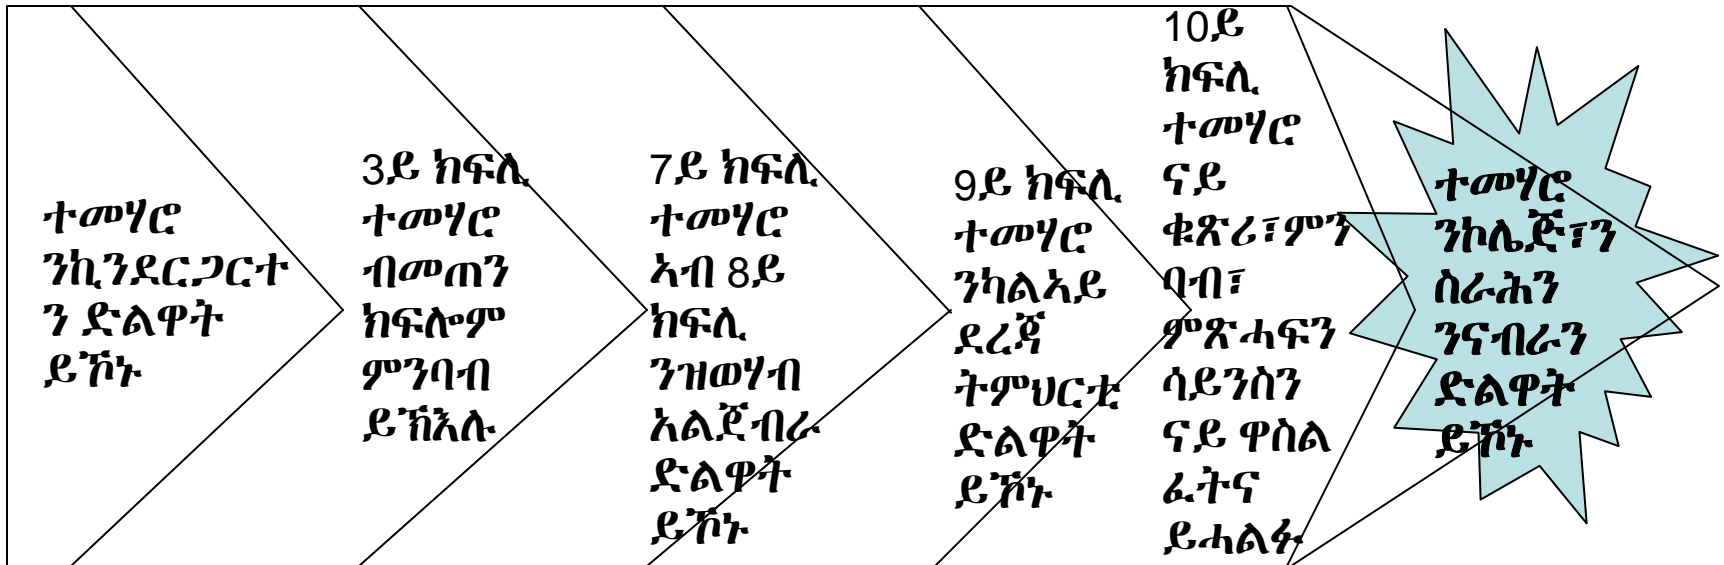 ተመሃሮ
ንኪንደርጋርተ
ን ድልዋት
ይኾኑ
3ይ ክፍሊ
ተመሃሮ
ብመጠን
ክፍሎም
ምንባብ
ይኽእሉ
7ይ ክፍሊ
ተመሃሮ
ኣብ 8ይ
ክፍሊ
ንዝወሃብ
አልጀብራ
ድልዋት
ይኾኑ
9ይ ክፍሊ
ተመሃሮ
ንካልኣይ
ደረጃ
ትምህርቲ
ድልዋት
ይኾኑ
10ይ
ክፍሊ
ተመሃሮ
ናይ
ቁጽሪ፣ምን
ባብ፣
ምጽሓፍን
ሳይንስን
ናይ ዋስል
ፈትና
ይሓልፉ
ተመሃሮ
ንኮሌጅ፣ን
ስራሕን
ንናብራን
ድልዋት
ይኾኑ